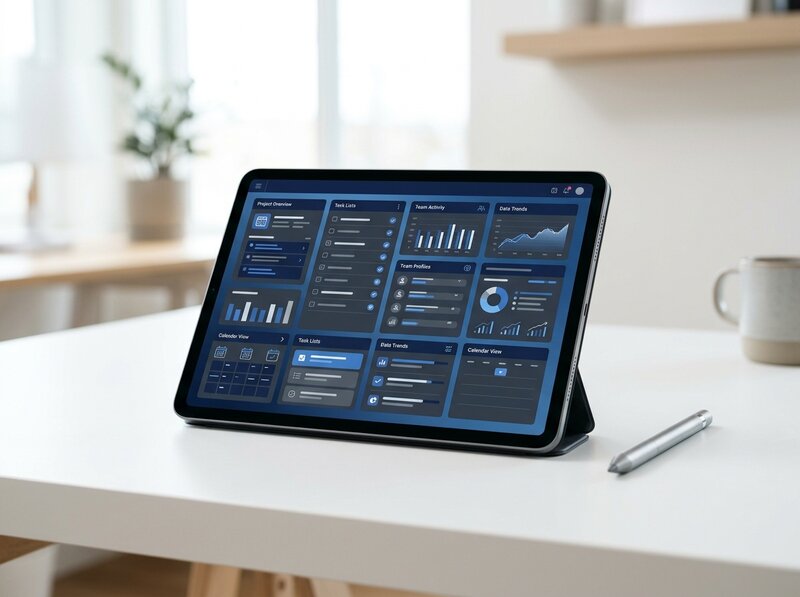 Project Overview
Task Lists
Team Activity
Data Trends
Team Profiles
Calendar View
Task Lists
Data Trends
Calendar View